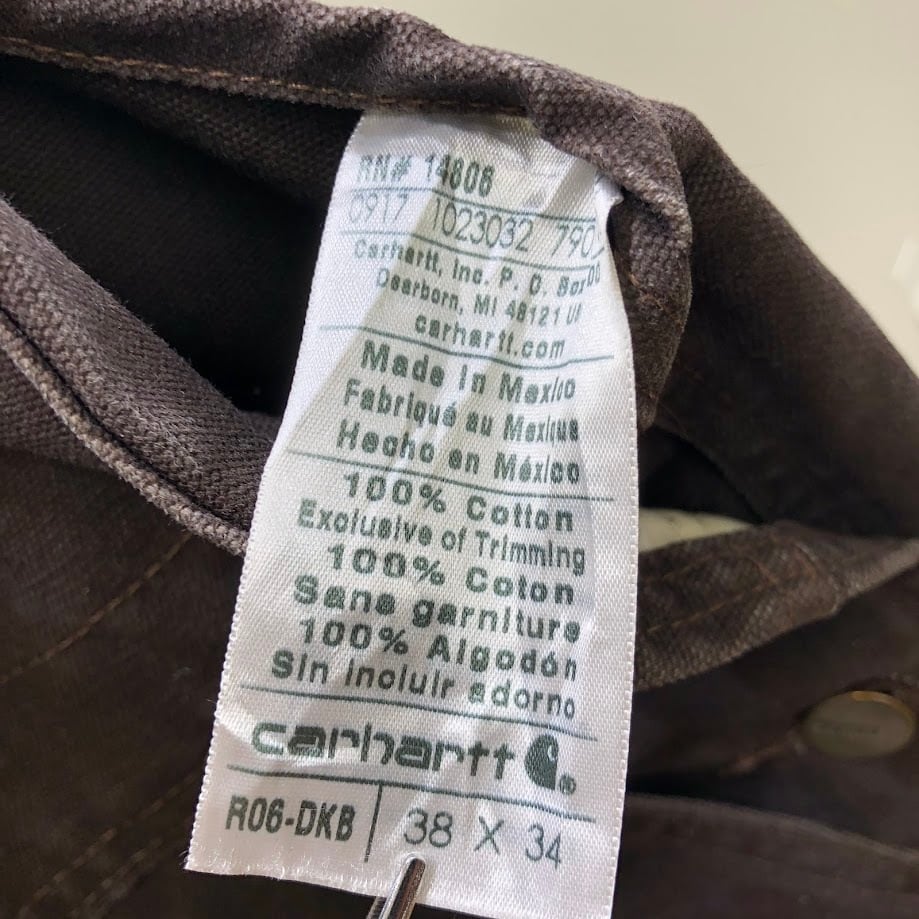 RN# 14806
0917 1023032 790
Carhartt, Inc. P. O. Box
Dearborn, MI 48121
carhartt.com
Made in Mexico
Fabriqué au Mexique
Hecho en México
100% Cotton
Exclusive of Trimming
100% Coton
Sans garniture
100% Algodón
Sin incluir adorno
carhartt
R06-DKB 38 X 34